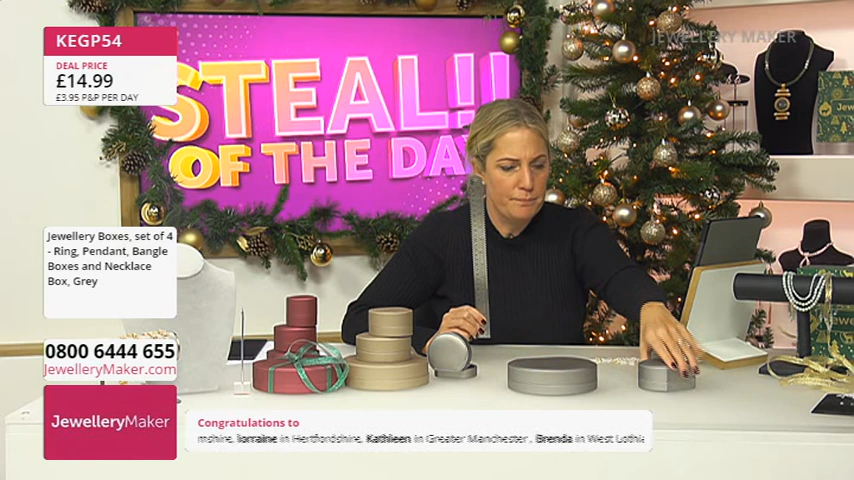 KEGP54
DEAL PRICE
£14.99
£3.95 P&P PER DAY
JEWELLERY MAKER
STEAL!!
OF THE DAY
Jewellery Boxes, set of 4
- Ring, Pendant, Bangle
Boxes and Necklace
Box, Grey
0800 6444 655
JewelleryMaker.com
JewelleryMaker
Congratulations to
mshire, lorraine in Hertfordshire, Kathleen in Greater Manchester , Brenda in West Lothia